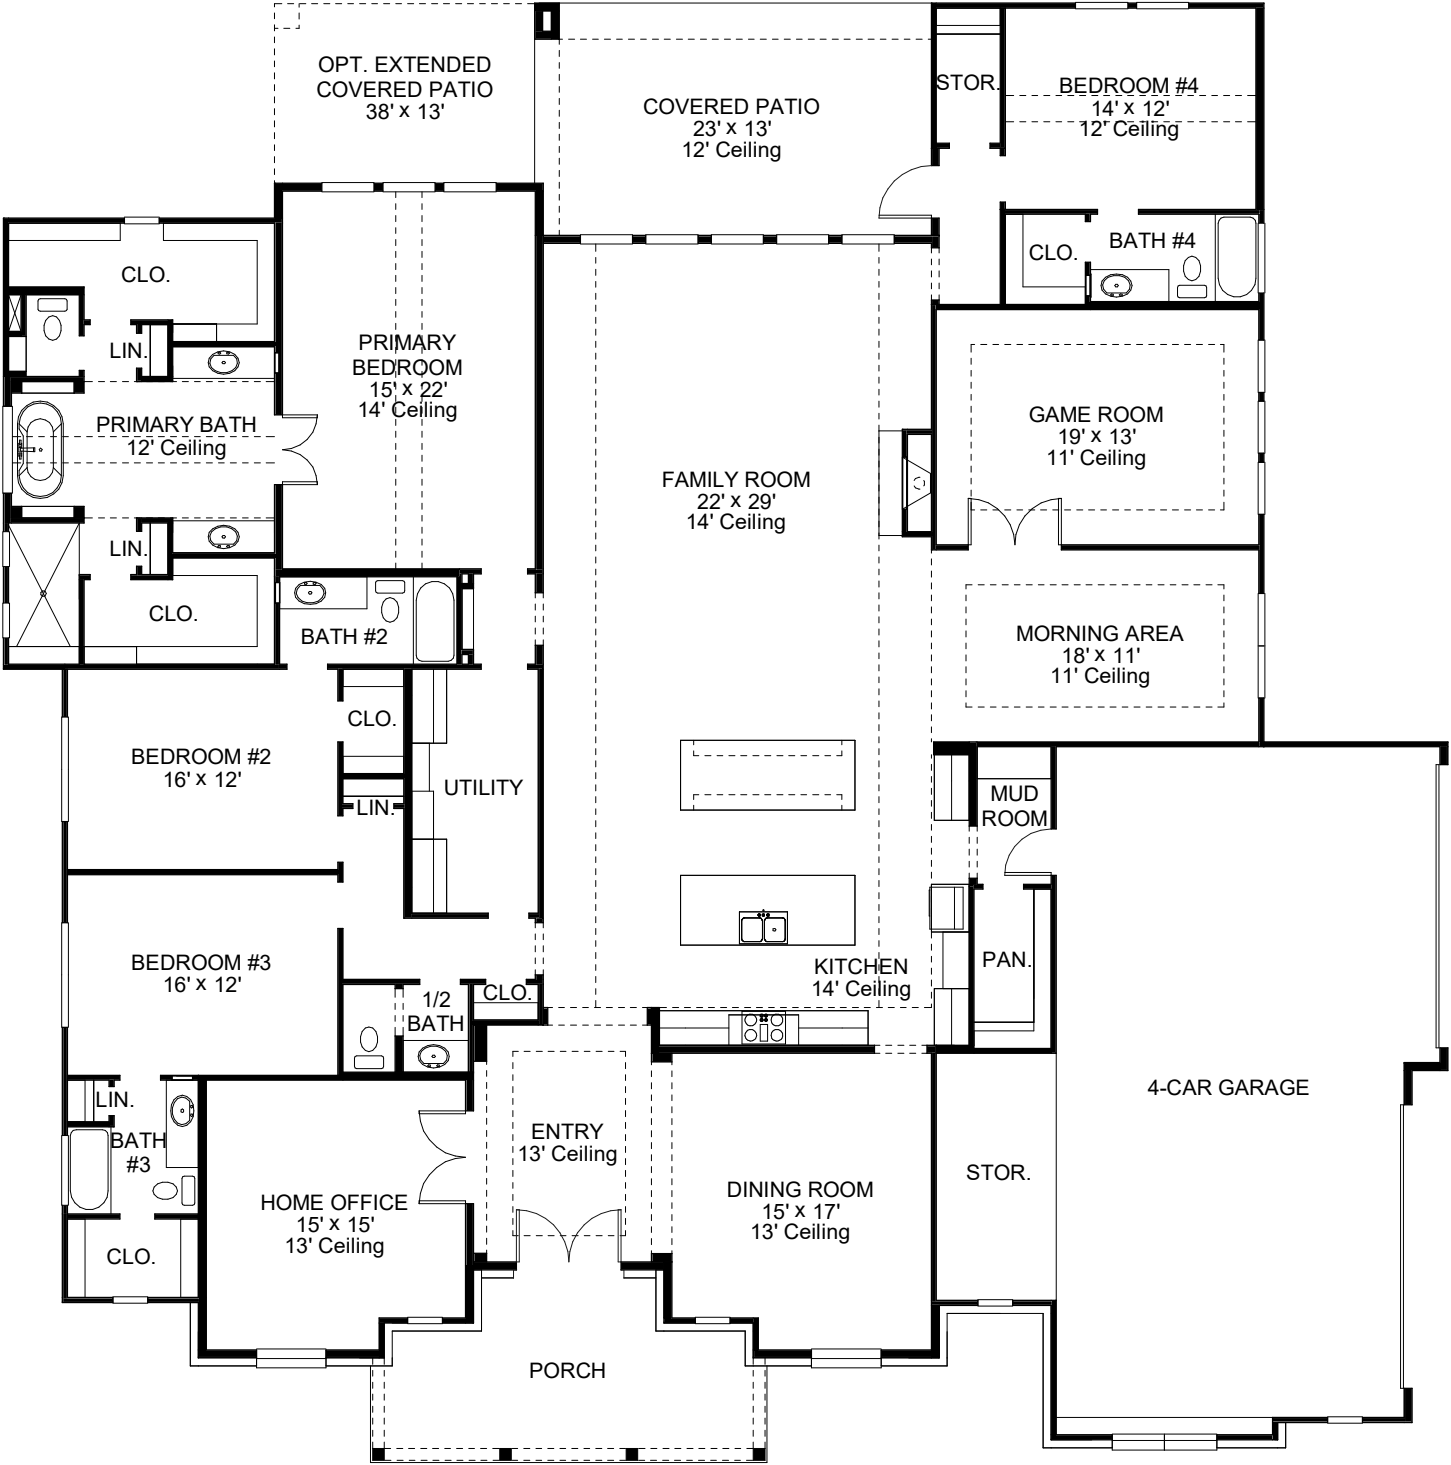 OPT. EXTENDED
COVERED PATIO
38' x 13'
COVERED PATIO
23' x 13'
12' Ceiling
STOR.
BEDROOM #4
14' x 12'
12' Ceiling
CLO.
BATH #4
CLO.
LIN.
PRIMARY
BEDROOM
15' x 22'
14' Ceiling
PRIMARY BATH
12' Ceiling
GAME ROOM
19' x 13'
11' Ceiling
FAMILY ROOM
22' x 29'
14' Ceiling
LIN.
CLO.
BATH #2
MORNING AREA
18' x 11'
11' Ceiling
CLO.
BEDROOM #2
16' x 12'
LIN.
UTILITY
MUD
ROOM
BEDROOM #3
16' x 12'
KITCHEN
14' Ceiling
PAN.
1/2
BATH
CLO.
4-CAR GARAGE
LIN.
BATH
#3
ENTRY
13' Ceiling
HOME OFFICE
15' x 15'
13' Ceiling
DINING ROOM
15' x 17'
13' Ceiling
STOR.
CLO.
PORCH